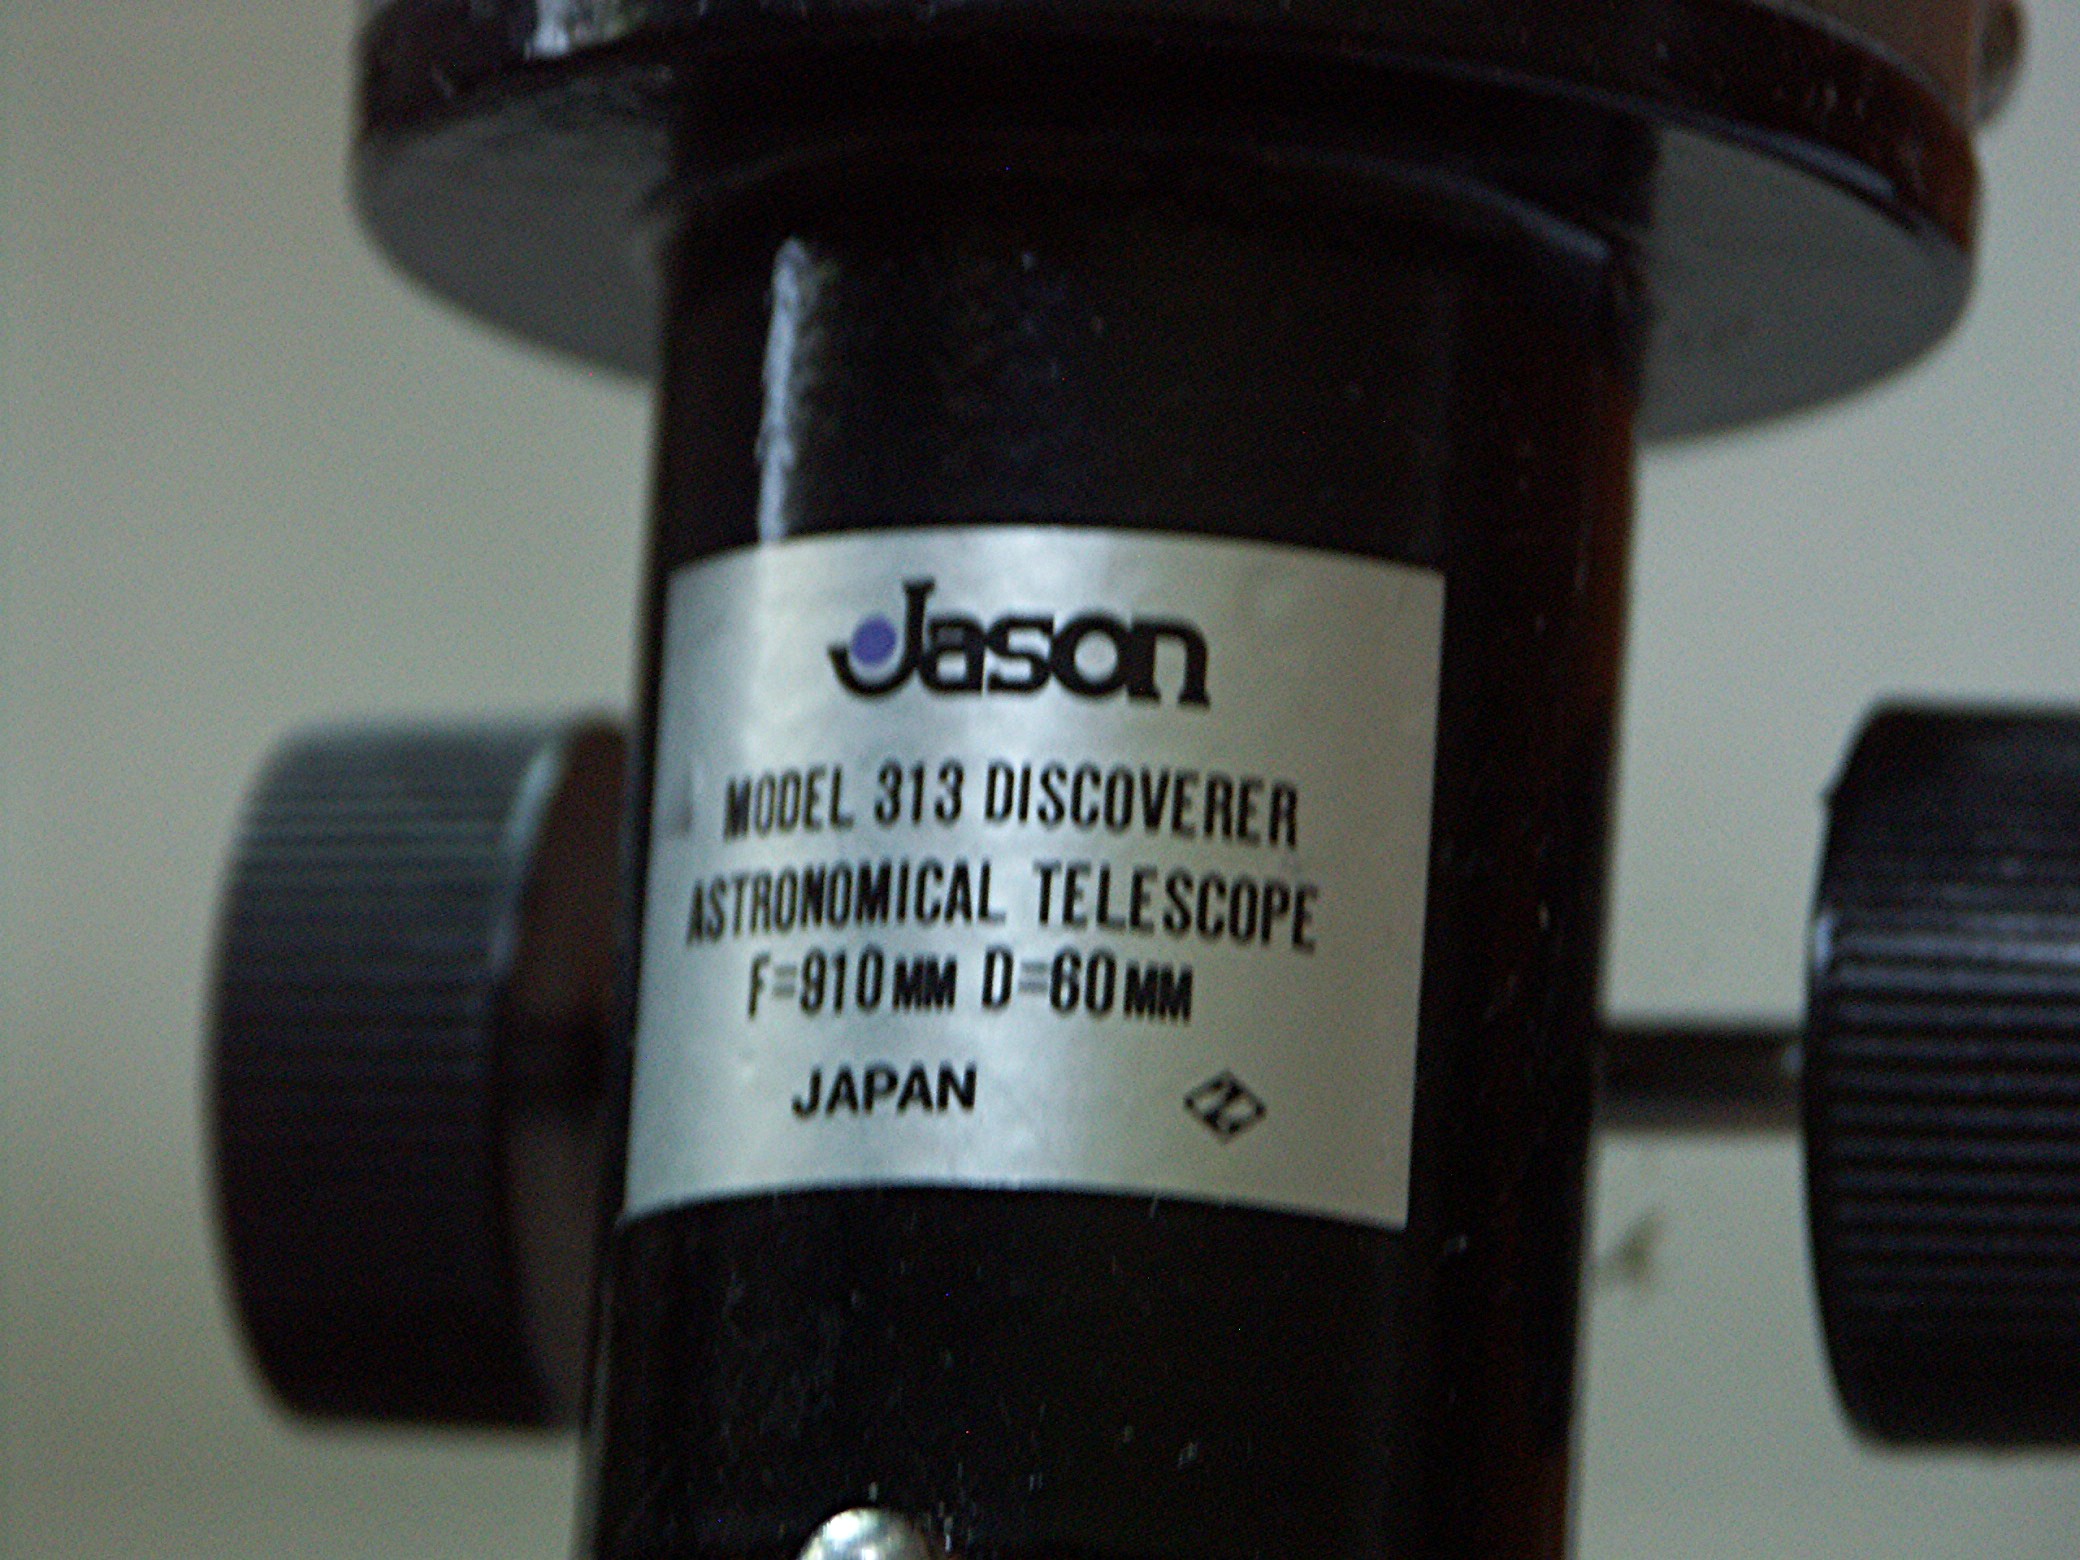 Jason
MODEL 313 DISCOVERER
ASTRONOMICAL TELESCOPE
F=910MM D=60MM
JAPAN